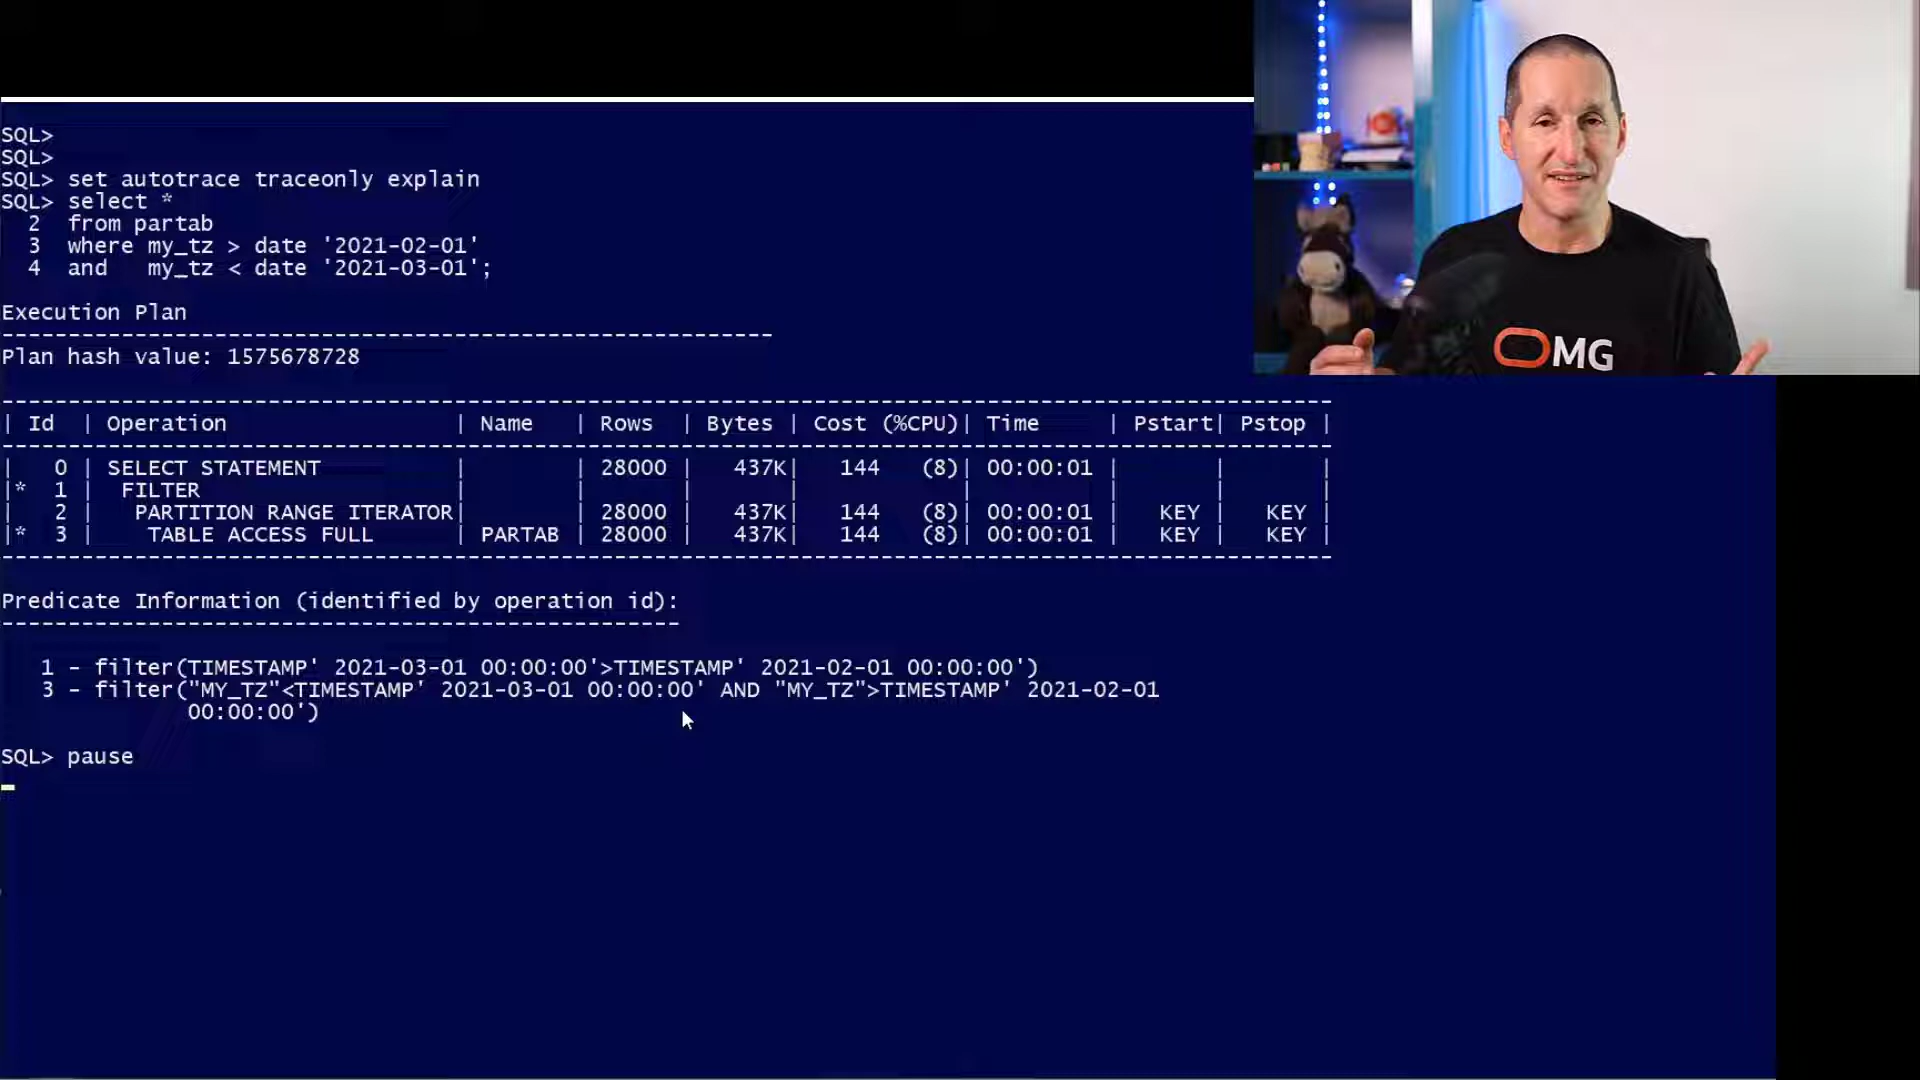 SQL>
SQL>
SQL> set autotrace traceonly explain
SQL> select *
  2  from partab
  3  where my_tz > date '2021-02-01'
  4  and   my_tz < date '2021-03-01';
Execution Plan
----------------------------------------------------------
Plan hash value: 1575678728
----------------------------------------------------------------------------------------------------
| Id  | Operation                 | Name   | Rows  | Bytes | Cost (%CPU)| Time     | Pstart| Pstop |
----------------------------------------------------------------------------------------------------
|   0 | SELECT STATEMENT          |        | 28000 |   437K|   144   (8)| 00:00:01 |       |       |
|*  1 |  FILTER                   |        |       |       |            |          |       |       |
|   2 |   PARTITION RANGE ITERATOR|        | 28000 |   437K|   144   (8)| 00:00:01 |   KEY |   KEY |
|*  3 |    TABLE ACCESS FULL      | PARTAB | 28000 |   437K|   144   (8)| 00:00:01 |   KEY |   KEY |
----------------------------------------------------------------------------------------------------
Predicate Information (identified by operation id):
---------------------------------------------------
   1 - filter(TIMESTAMP' 2021-03-01 00:00:00'>TIMESTAMP' 2021-02-01 00:00:00')
   3 - filter("MY_TZ"<TIMESTAMP' 2021-03-01 00:00:00' AND "MY_TZ">TIMESTAMP' 2021-02-01
              00:00:00')
SQL> pause
OMG